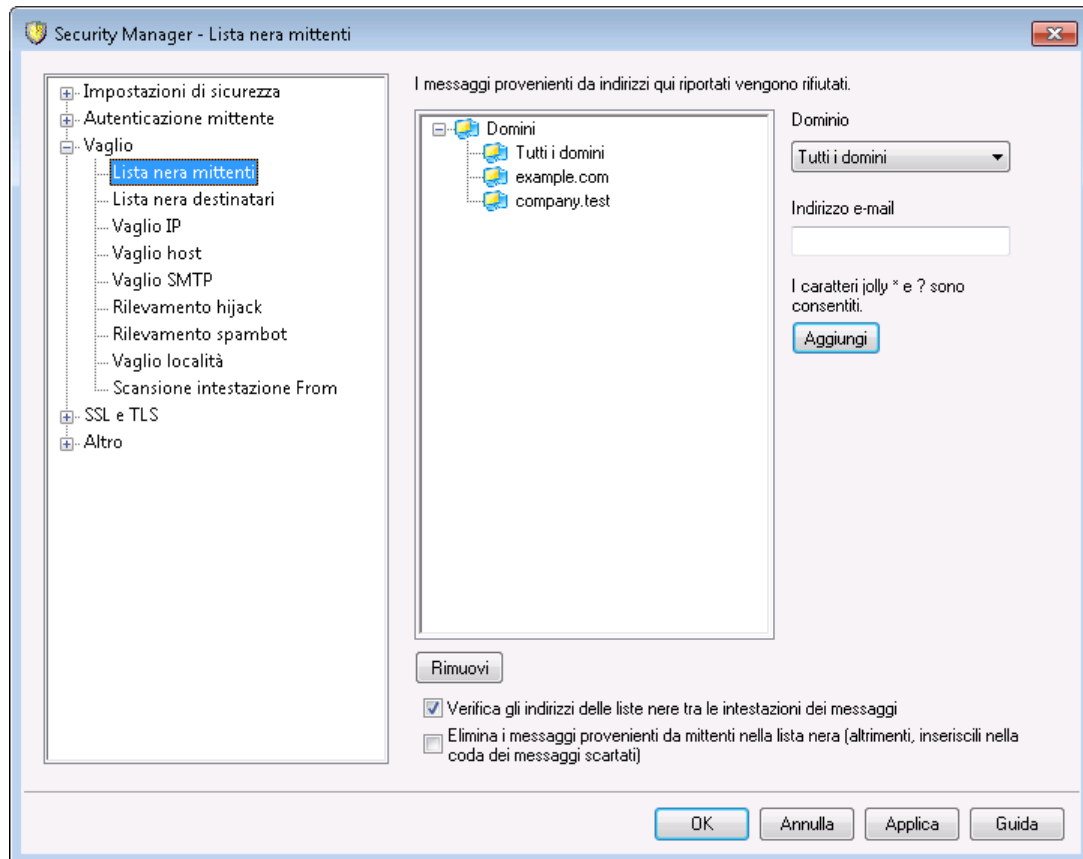 Security Manager - Lista nera mittenti
Impostazioni di sicurezza
Autenticazione mittente
Vaglio
Lista nera mittenti
Lista nera destinatari
Vaglio IP
Vaglio host
Vaglio SMTP
Rilevamento hijack
Rilevamento spambot
Vaglio località
Scansione intestazione From
SSL e TLS
Altro
I messaggi provenienti da indirizzi qui riportati vengono rifiutati.
Domini
Tutti i domini
example.com
company.test
Dominio
Tutti i domini
Indirizzo e-mail
I caratteri jolly * e ? sono
consentiti.
Aggiungi
Rimuovi
Verifica gli indirizzi delle liste nere tra le intestazioni dei messaggi
Elimina i messaggi provenienti da mittenti nella lista nera (altrimenti, inseriscili nella
coda dei messaggi scartati)
OK
Annulla
Applica
Guida